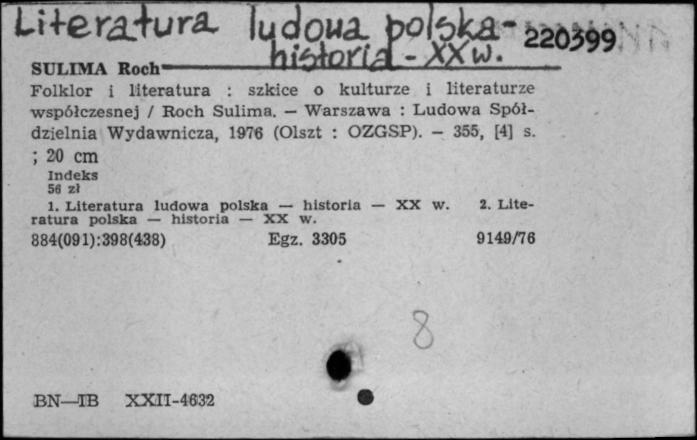 Literatura ludowa polska-
historia - XX w.
220399
SULIMA Roch
Folklor i literatura : szkice o kulturze i literaturze
współczesnej / Roch Sulima. — Warszawa : Ludowa Spół-
dzielnia Wydawnicza, 1976 (Olszt : OZGSP). — 355, [4] s.
; 20 cm
Indeks
56 zł
1. Literatura ludowa polska — historia — XX w. 2. Lite-
ratura polska — historia — XX w.
884(091):398(438) Egz. 3305 9149/76
8
BN—IB XXII-4632